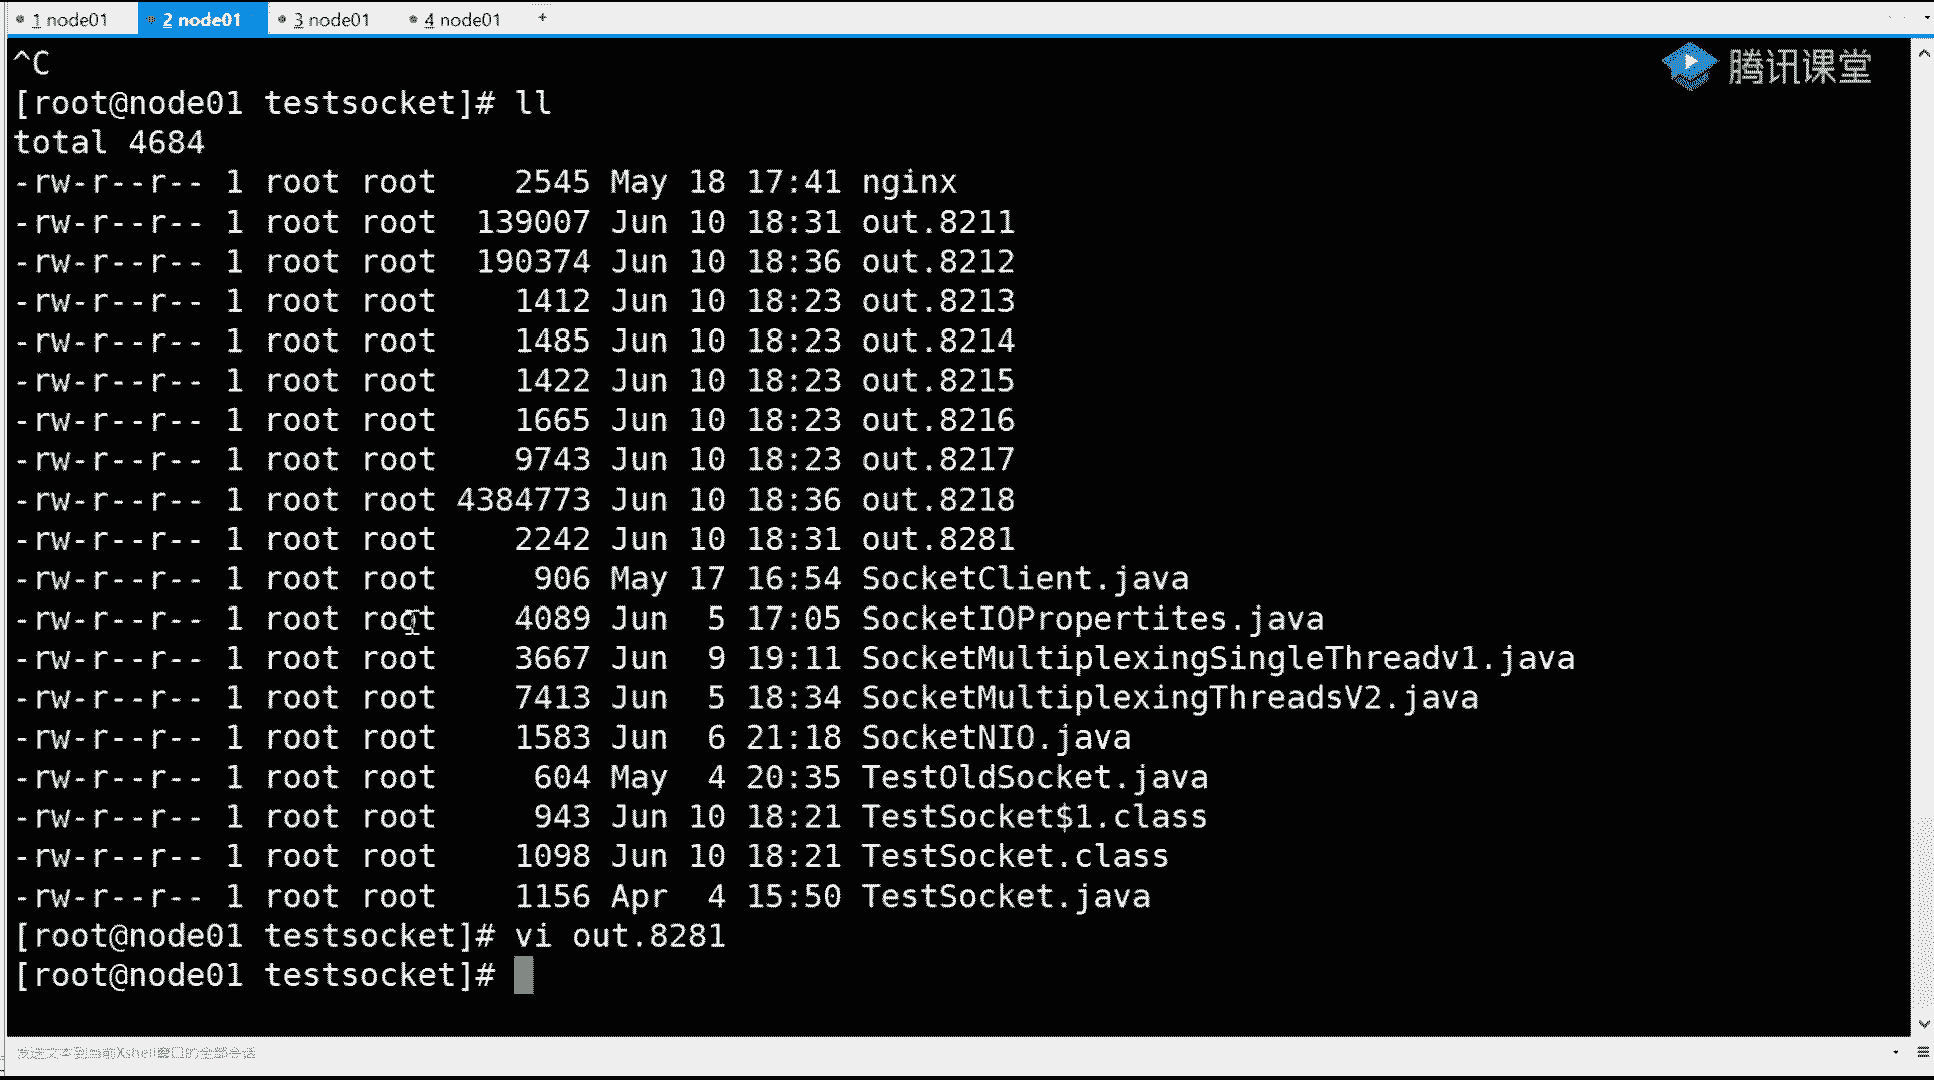 1 node01 2 node01 3 node01 4 node01 +
^C
腾讯课堂
[root@node01 testsocket]# ll
total 4684
-rw-r--r-- 1 root root    2545 May 18 17:41 nginx
-rw-r--r-- 1 root root  139007 Jun 10 18:31 out.8211
-rw-r--r-- 1 root root  190374 Jun 10 18:36 out.8212
-rw-r--r-- 1 root root    1412 Jun 10 18:23 out.8213
-rw-r--r-- 1 root root    1485 Jun 10 18:23 out.8214
-rw-r--r-- 1 root root    1422 Jun 10 18:23 out.8215
-rw-r--r-- 1 root root    1665 Jun 10 18:23 out.8216
-rw-r--r-- 1 root root    9743 Jun 10 18:23 out.8217
-rw-r--r-- 1 root root 4384773 Jun 10 18:36 out.8218
-rw-r--r-- 1 root root    2242 Jun 10 18:31 out.8281
-rw-r--r-- 1 root root     906 May 17 16:54 SocketClient.java
-rw-r--r-- 1 root root    4089 Jun  5 17:05 SocketIOPropertites.java
-rw-r--r-- 1 root root    3667 Jun  9 19:11 SocketMultiplexingSingleThreadv1.java
-rw-r--r-- 1 root root    7413 Jun  5 18:34 SocketMultiplexingThreadsV2.java
-rw-r--r-- 1 root root    1583 Jun  6 21:18 SocketNIO.java
-rw-r--r-- 1 root root     604 May  4 20:35 TestOldSocket.java
-rw-r--r-- 1 root root     943 Jun 10 18:21 TestSocket$1.class
-rw-r--r-- 1 root root    1098 Jun 10 18:21 TestSocket.class
-rw-r--r-- 1 root root    1156 Apr  4 15:50 TestSocket.java
[root@node01 testsocket]# vi out.8281
[root@node01 testsocket]#
发送文本到当前Xshell窗口的全部会话